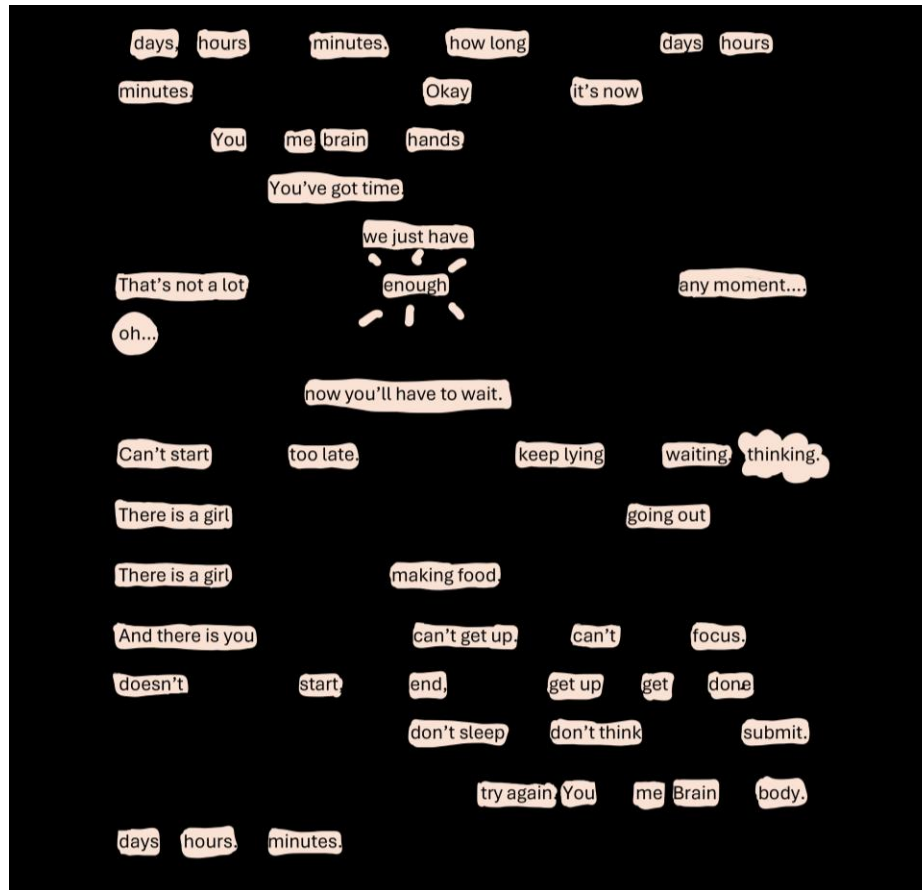 days, hours minutes. how long days hours
minutes. Okay it’s now
You me brain hands.
You’ve got time.
we just have
That’s not a lot enough any moment....
oh...
now you’ll have to wait.
Can’t start too late. keep lying waiting. thinking.
There is a girl going out
There is a girl making food.
And there is you can’t get up. can’t focus.
doesn’t start, end, get up get done
don’t sleep don’t think submit.
try again. You me Brain body.
days hours. minutes.